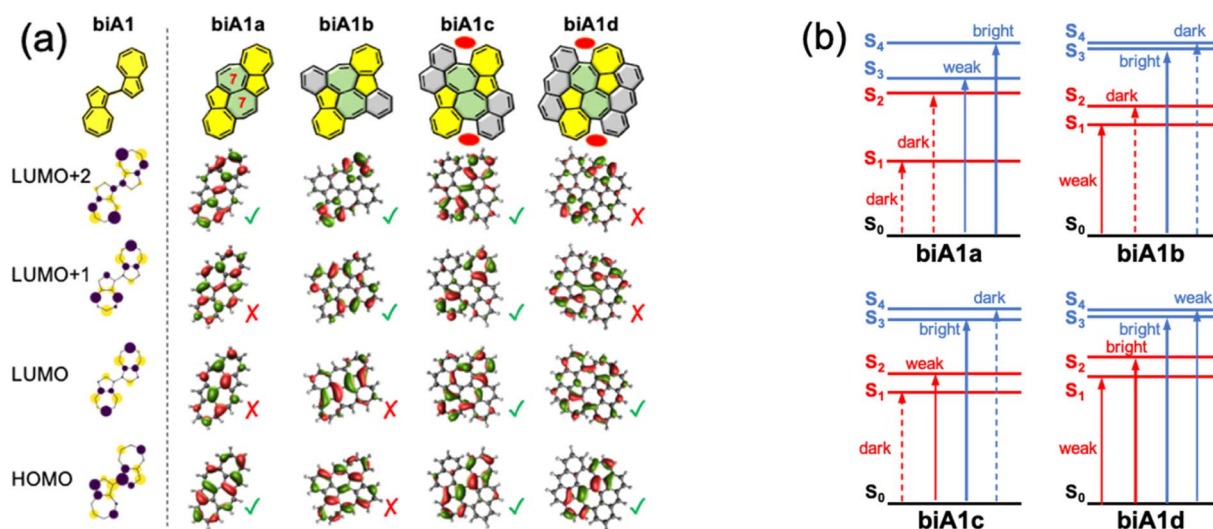 (a)
biA1 biA1a biA1b biA1c biA1d
7
7
LUMO+2
✓ ✓ ✓ ✗
LUMO+1
✗ ✓ ✓ ✗
LUMO
✗ ✗ ✓ ✓
HOMO
✓ ✗ ✓ ✓
(b)
S₄ bright
S₃ weak
S₂
dark
S₁
dark
S₀
biA1a
S₄ dark
S₃ bright
S₂ dark
S₁
weak
S₀
biA1b
S₄ dark
S₃ bright
S₂ weak
S₁
dark
S₀
biA1c
S₄ weak
S₃ bright
S₂ bright
S₁
weak
S₀
biA1d